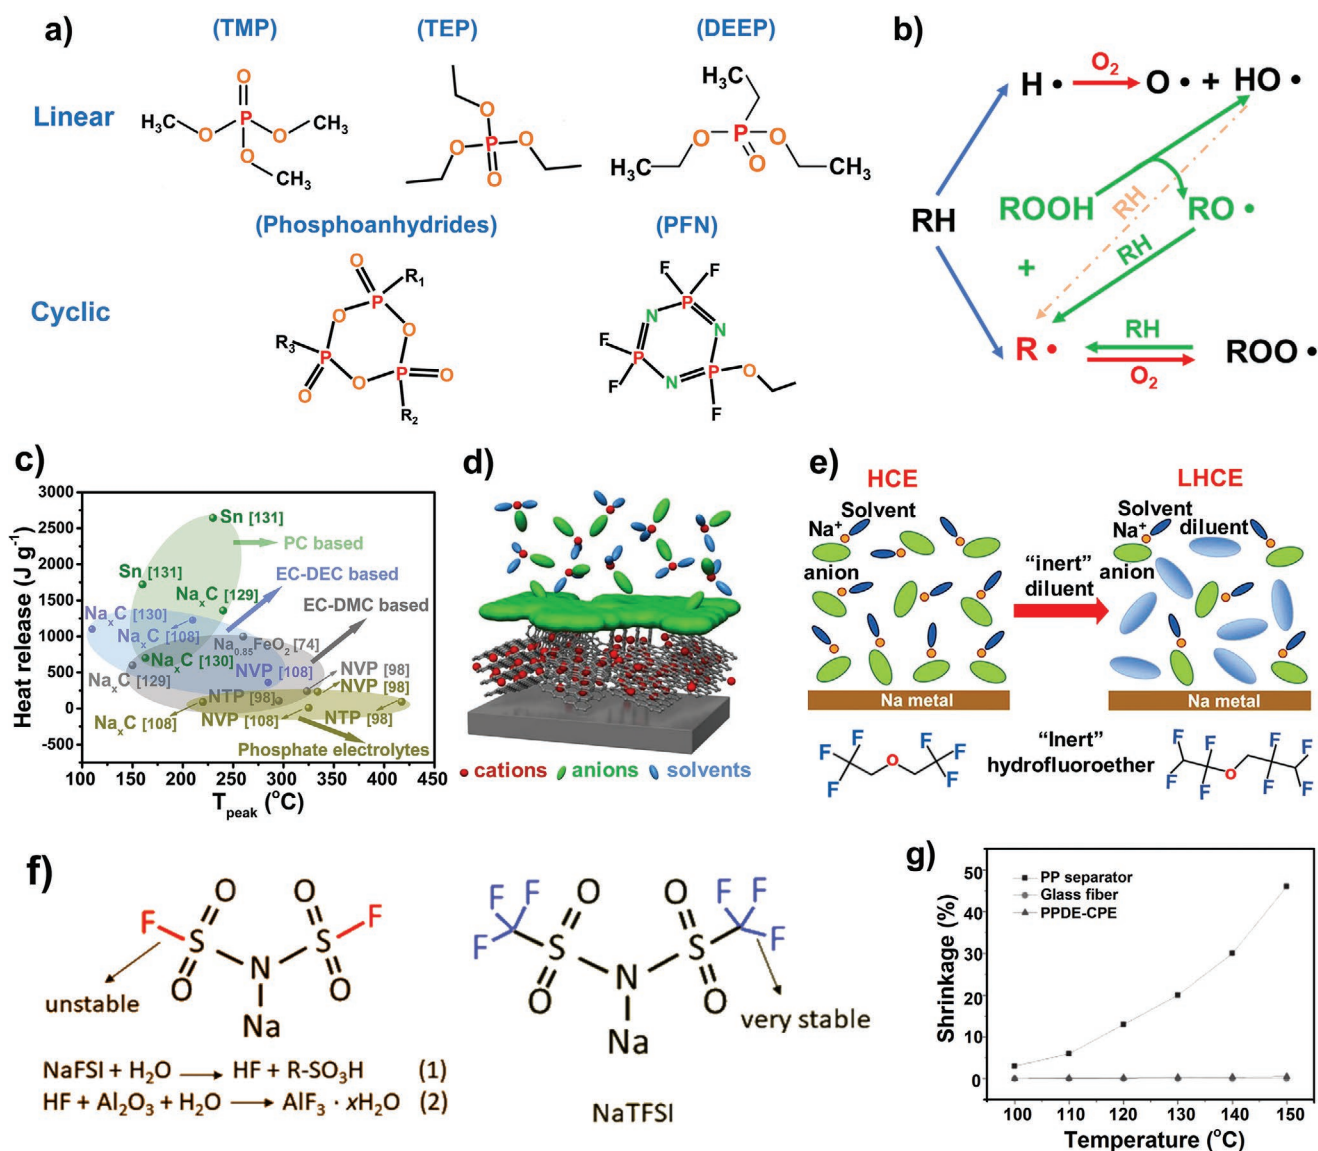 a)
(TMP)
(TEP)
(DEEP)
Linear
O
P
H₃C
O
O
CH₃
O
CH₃
O
O
P
O
O
H₃C
O
P
O
H₃C
O
CH₃
(Phosphoanhydrides)
(PFN)
Cyclic
O
P
R₁
O
O
R₃
P
P
O
O
O
R₂
F
F
P
N
N
F
P
P
O
F
N
F
b)
H •
O₂
O • + HO •
RH
ROOH
RH
RO •
+
RH
R •
RH
O₂
ROO •
c)
Heat release (J g⁻¹)
3000
2500
2000
1500
1000
500
0
-500
Sn [131]
PC based
Sn [131]
EC-DEC based
NaₓC [129]
EC-DMC based
NaₓC [130]
NaₓC [108]
Na₀.₈₅FeO₂ [74]
NaₓC [130]
NVP [108]
NVP [98]
NaₓC [129]
NTP [98]
NVP [98]
NaₓC [108]
NVP [108]
NTP [98]
Phosphate electrolytes
100 150 200 250 300 350 400 450
Tpeak (°C)
d)
cations anions solvents
e)
HCE
LHCE
Solvent
Na⁺
anion
"inert"
diluent
Solvent
Na⁺
diluent
anion
Na metal
Na metal
F
F
F
O
F
F
F
"Inert"
hydrofluoroether
F
F
F
F
O
F
F
F
F
f)
O
O
F
S
S
F
O
N
O
unstable
Na
NaFSI + H₂O → HF + R-SO₃H (1)
HF + Al₂O₃ + H₂O → AlF₃ · xH₂O (2)
F
F
F
O
O
F
F
F
S
S
O
N
O
Na
very stable
NaTFSI
g)
Shrinkage (%)
50
40
30
20
10
0
PP separator
Glass fiber
PPDE-CPE
100 110 120 130 140 150
Temperature (°C)